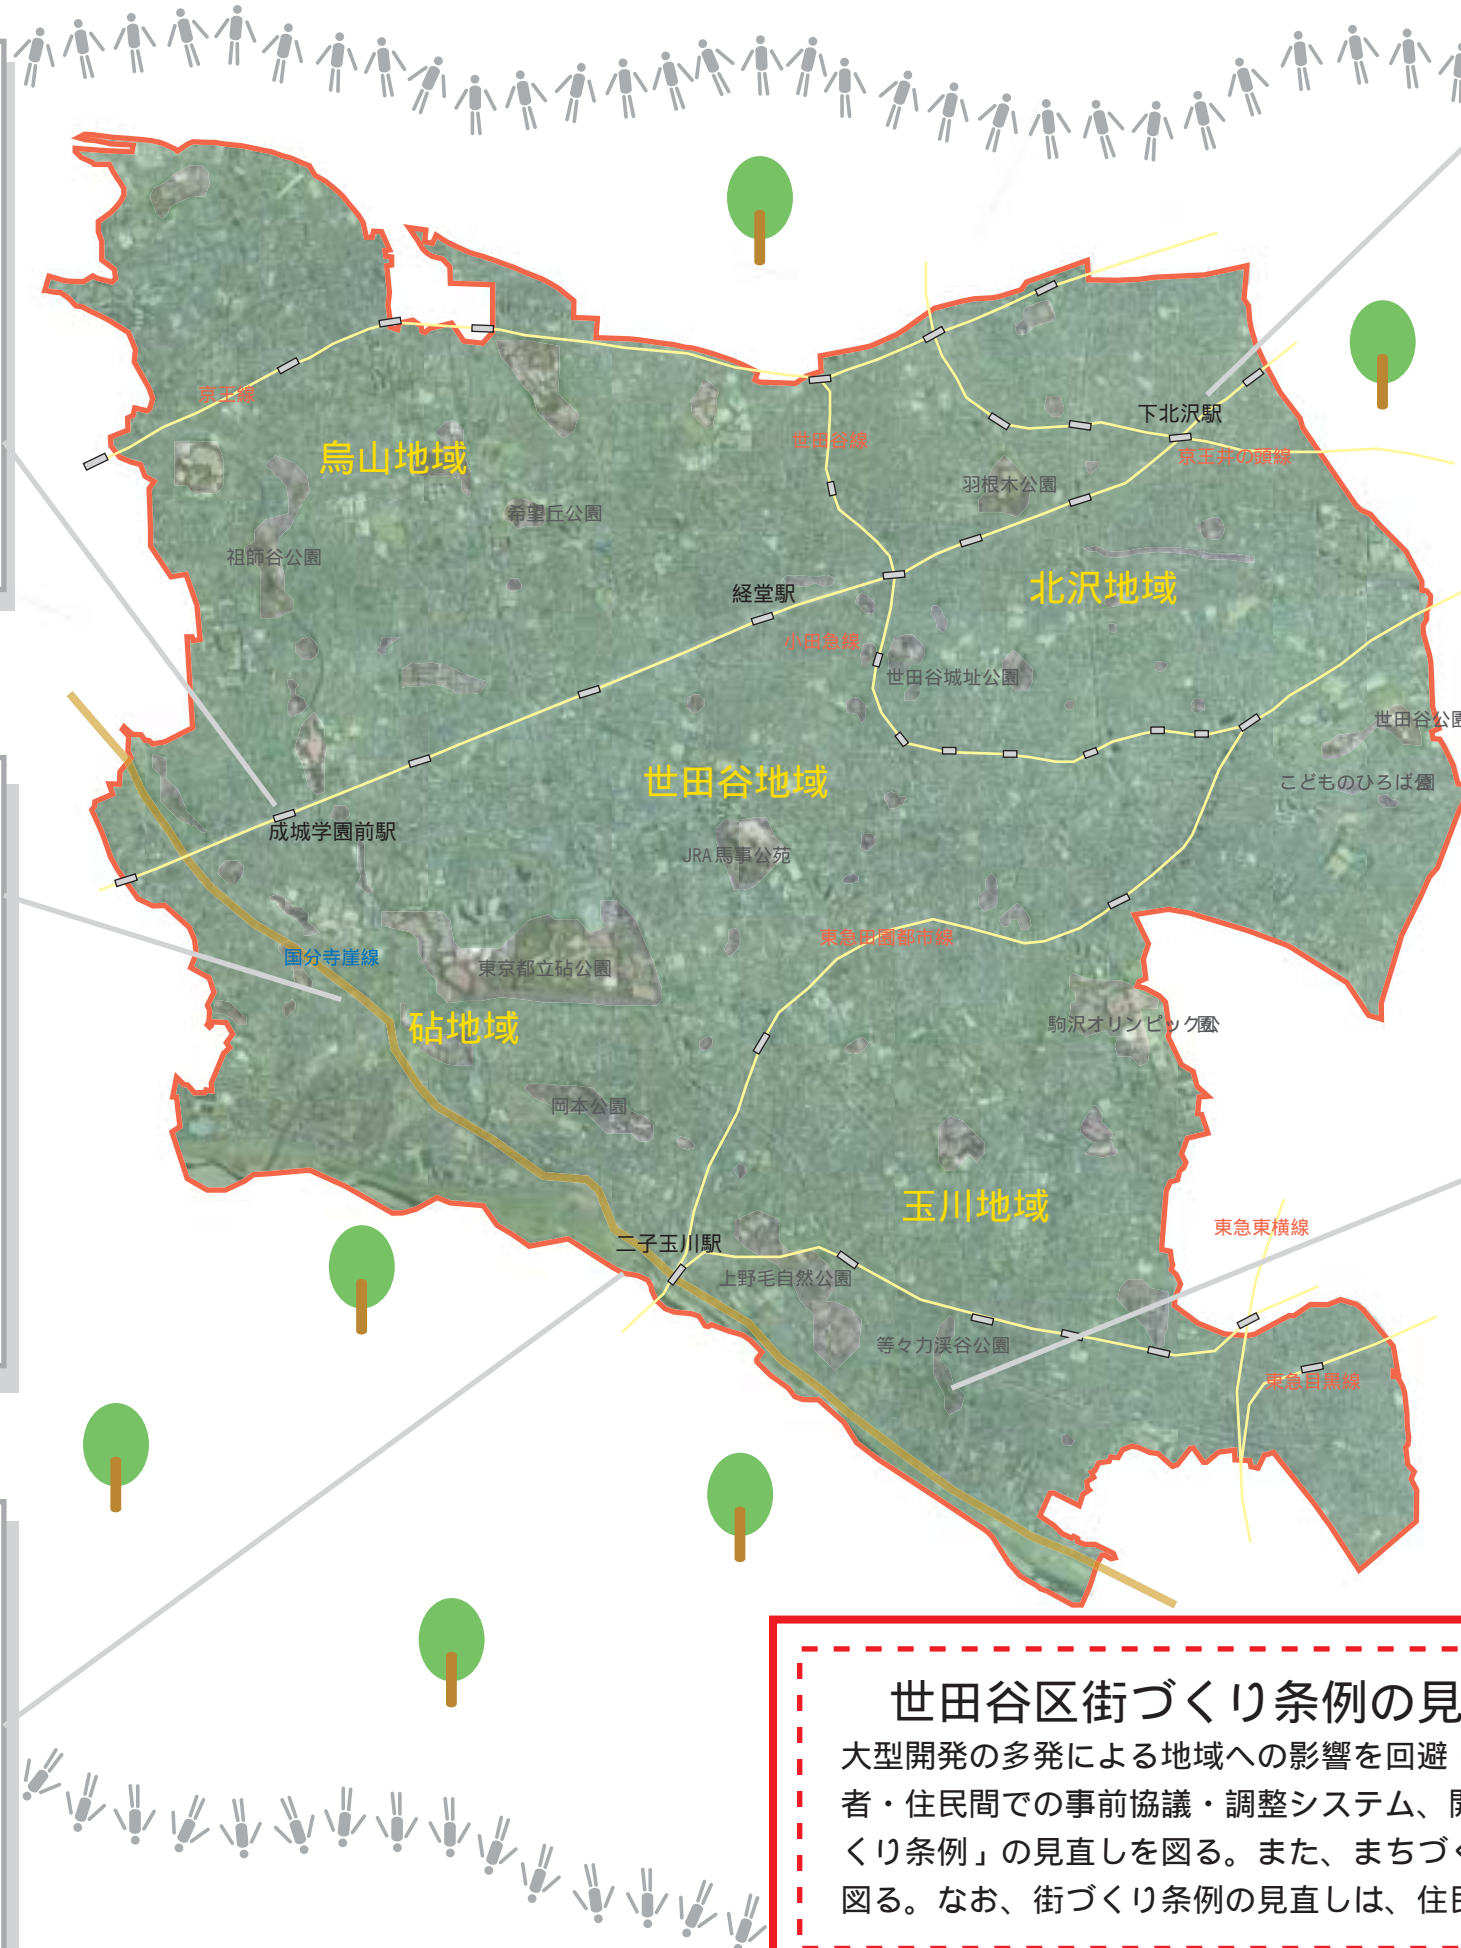 下北沢駅
京王線
世田谷線
京王井の頭線
烏山地域
羽根木公園
希望丘公園
祖師谷公園
北沢地域
経堂駅
小田急線
世田谷城址公園
世田谷公園
世田谷地域
こどものひろば公園
成城学園前駅
JRA馬事公苑
東急田園都市線
国分寺崖線
東京都立砧公園
砧地域
駒沢オリンピック公園
岡本公園
玉川地域
東急東横線
二子玉川駅
上野毛自然公園
等々力渓谷公園
東急目黒線
世田谷区街づくり条例の見
大型開発の多発による地域への影響を回避
者・住民間での事前協議・調整システム、開
くり条例」の見直しを図る。また、まちづく
図る。なお、街づくり条例の見直しは、住民